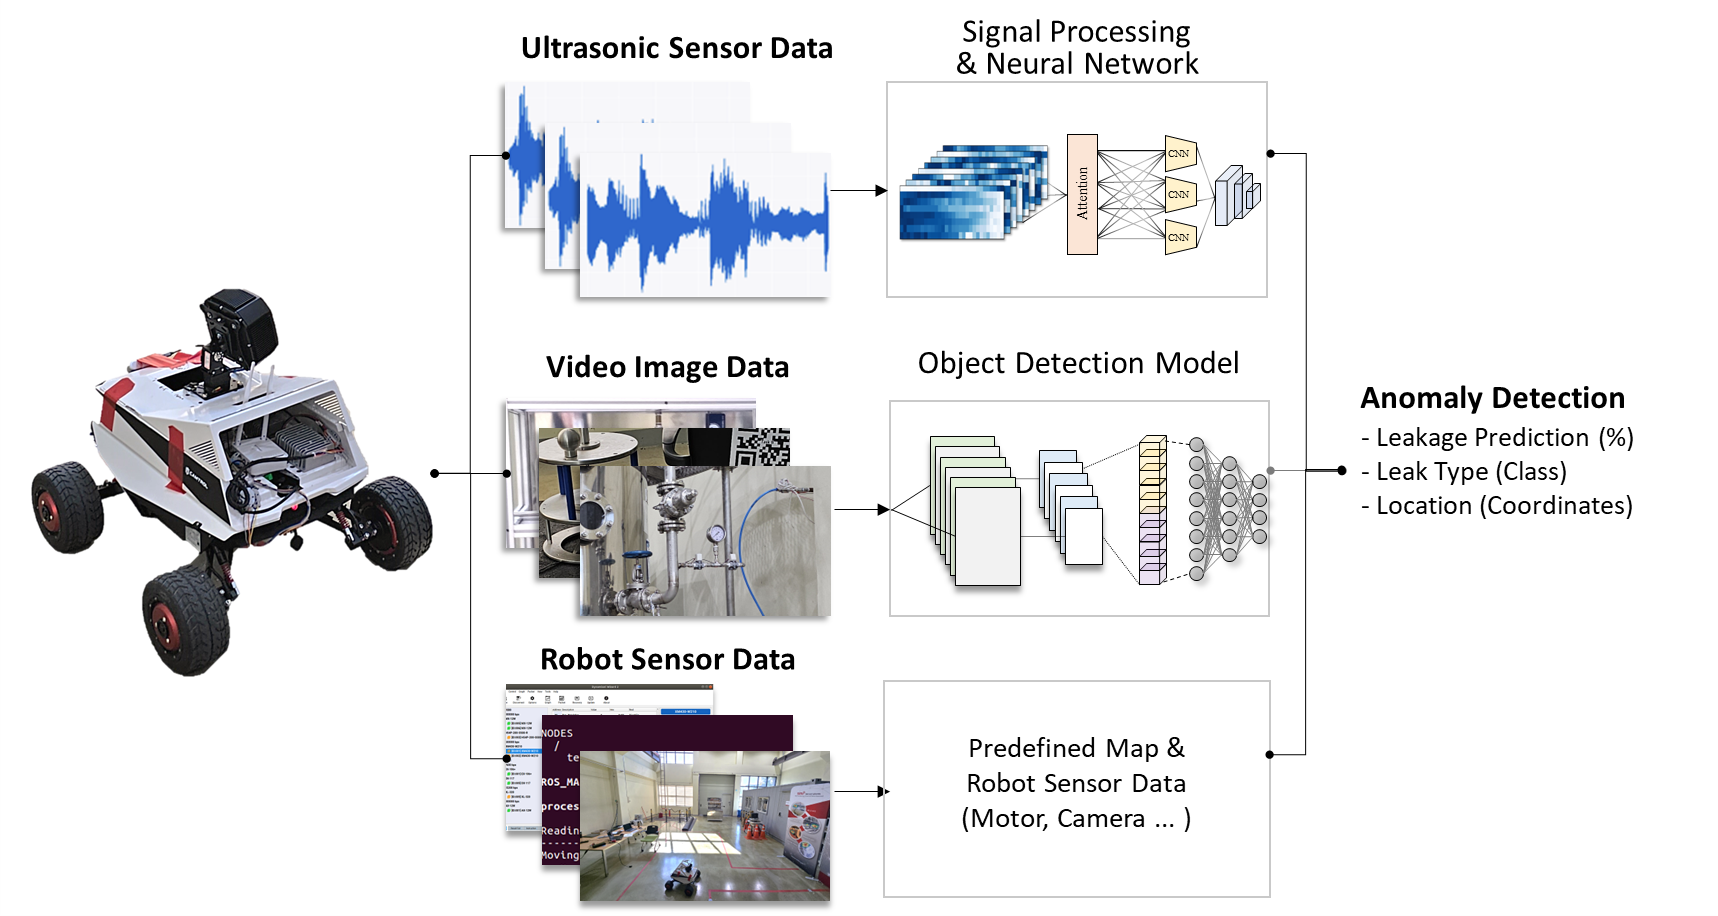 Ultrasonic Sensor Data
Signal Processing
& Neural Network
Attention
CNN
CNN
CNN
Video Image Data
Object Detection Model
Anomaly Detection
- Leakage Prediction (%)
- Leak Type (Class)
- Location (Coordinates)
Robot Sensor Data
NODES
/
te
ROS_MA
proces
Readin
Moving
Predefined Map &
Robot Sensor Data
(Motor, Camera ... )